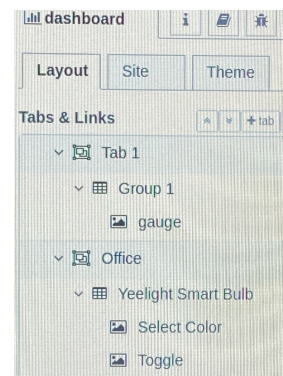 dashboard i
Layout Site Theme
Tabs & Links + tab
Tab 1
Group 1
gauge
Office
Yeelight Smart Bulb
Select Color
Toggle